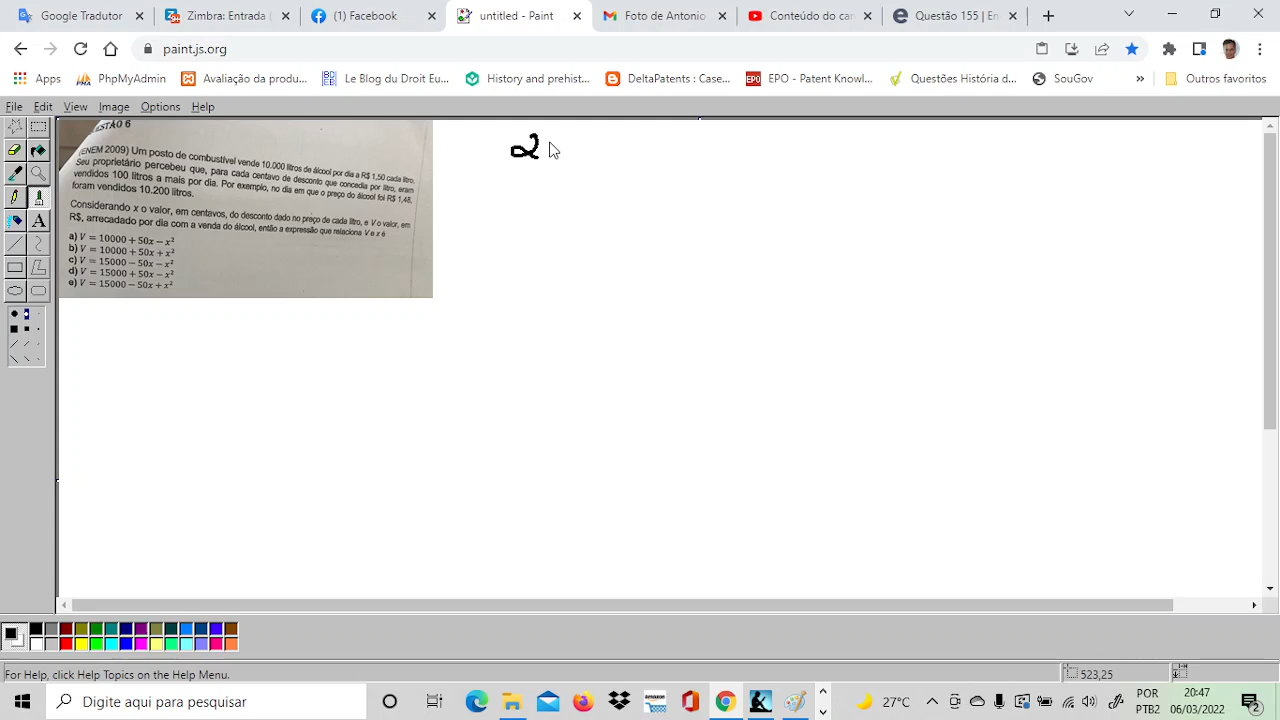 Google Tradutor
Zimbra: Entrada (1)
(1) Facebook
untitled - Paint
Foto de Antonio
Conteúdo do can
Questão 155 | En
paint.js.org
Apps
PhpMyAdmin
Avaliação da produ...
Le Blog du Droit Eu...
History and prehist...
DeltaPatents : Case...
EPO - Patent Knowl...
Questões História d...
SouGov
»
Outros favoritos
File Edit View Image Options Help
ESTÃO 6
ENEM 2009) Um posto de combustível vende 10.000 litros de álcool por dia a R$ 1,50 cada litro.
Seu proprietário percebeu que, para cada centavo de desconto que concedia por litro, eram
vendidos 100 litros a mais por dia. Por exemplo, no dia em que o preço do álcool foi R$ 1,48,
foram vendidos 10.200 litros.
Considerando x o valor, em centavos, do desconto dado no preço de cada litro, e V o valor, em
R$, arrecadado por dia com a venda do álcool, então a expressão que relaciona V e x é
a) V = 10000 + 50x − x²
b) V = 10000 + 50x + x²
c) V = 15000 − 50x − x²
d) V = 15000 + 50x − x²
e) V = 15000 − 50x + x²
2
For Help, click Help Topics on the Help Menu.
523,25
Digite aqui para pesquisar
amazon
27°C
POR
PTB2
20:47
06/03/2022
2